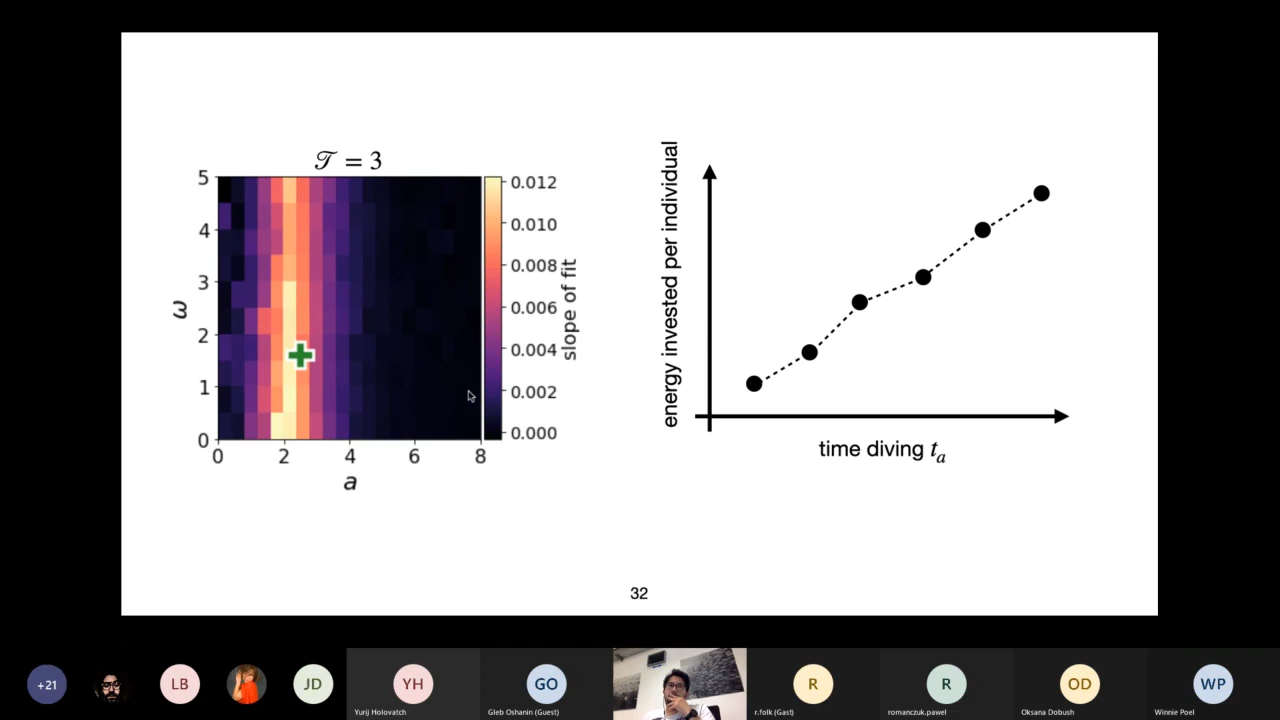 𝒯 = 3
5
4
3
2
1
0
ω
0 2 4 6 8
a
0.012
0.010
0.008
0.006
0.004
0.002
0.000
slope of fit
energy invested per individual
time diving tₐ
32
+21
LB
JD
YH
GO
R
R
OD
WP
Yurij Holovatch
Gleb Oshanin (Guest)
r.folk (Gast)
romanczuk.pawel
Oksana Dobush
Winnie Poel